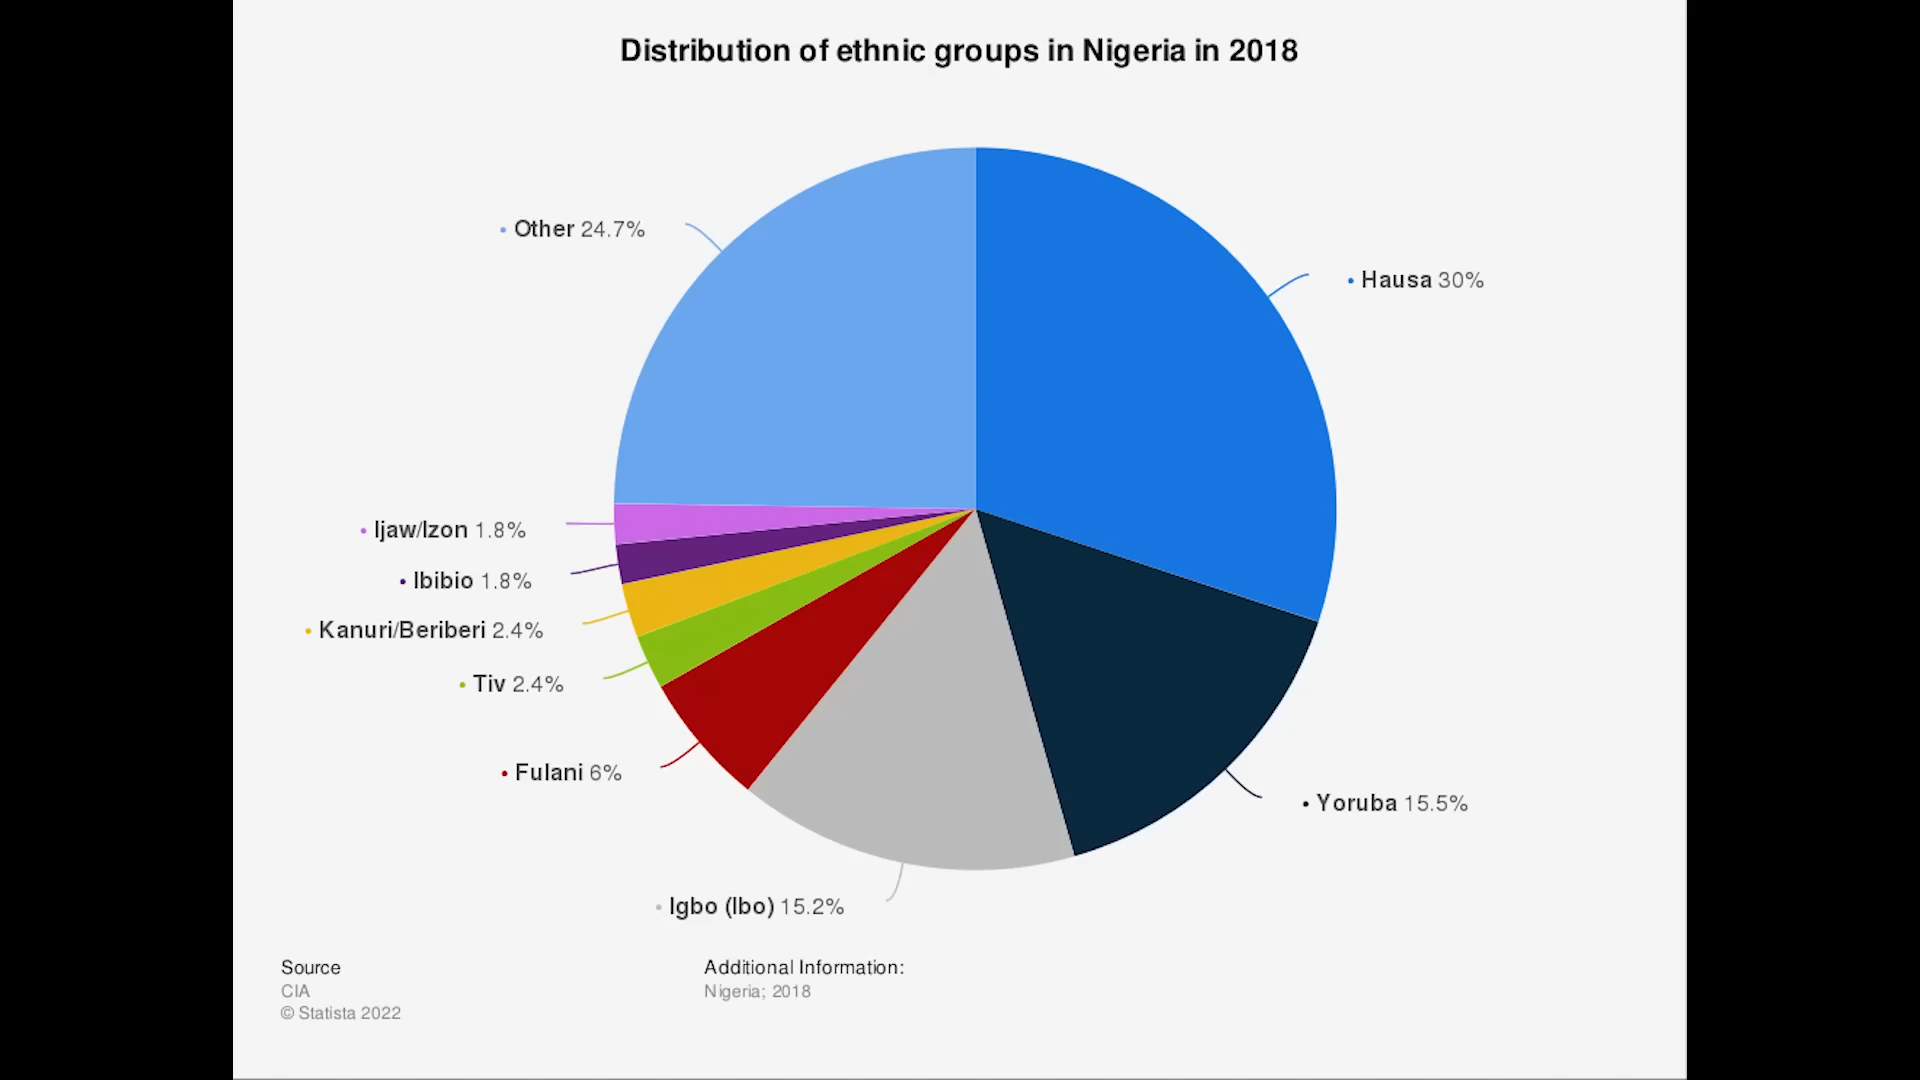 Distribution of ethnic groups in Nigeria in 2018
Other 24.7%
Hausa 30%
Ijaw/Izon 1.8%
Ibibio 1.8%
Kanuri/Beriberi 2.4%
Tiv 2.4%
Fulani 6%
Yoruba 15.5%
Igbo (Ibo) 15.2%
Source
CIA
© Statista 2022
Additional Information:
Nigeria; 2018